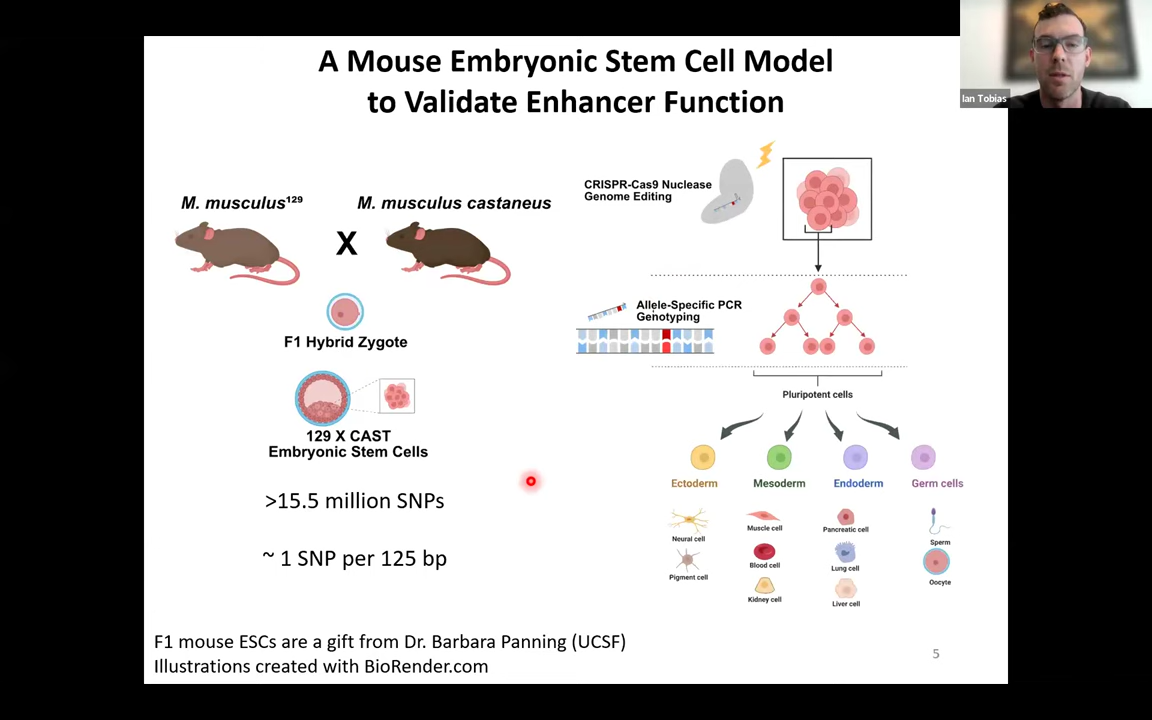 A Mouse Embryonic Stem Cell Model
to Validate Enhancer Function
Ian Tobias
M. musculus¹²⁹
M. musculus castaneus
X
F1 Hybrid Zygote
129 X CAST
Embryonic Stem Cells
>15.5 million SNPs
~ 1 SNP per 125 bp
CRISPR-Cas9 Nuclease
Genome Editing
Allele-Specific PCR
Genotyping
Pluripotent cells
Ectoderm
Mesoderm
Endoderm
Germ cells
Neural cell
Muscle cell
Pancreatic cell
Sperm
Pigment cell
Blood cell
Lung cell
Oocyte
Kidney cell
Liver cell
F1 mouse ESCs are a gift from Dr. Barbara Panning (UCSF)
Illustrations created with BioRender.com
5